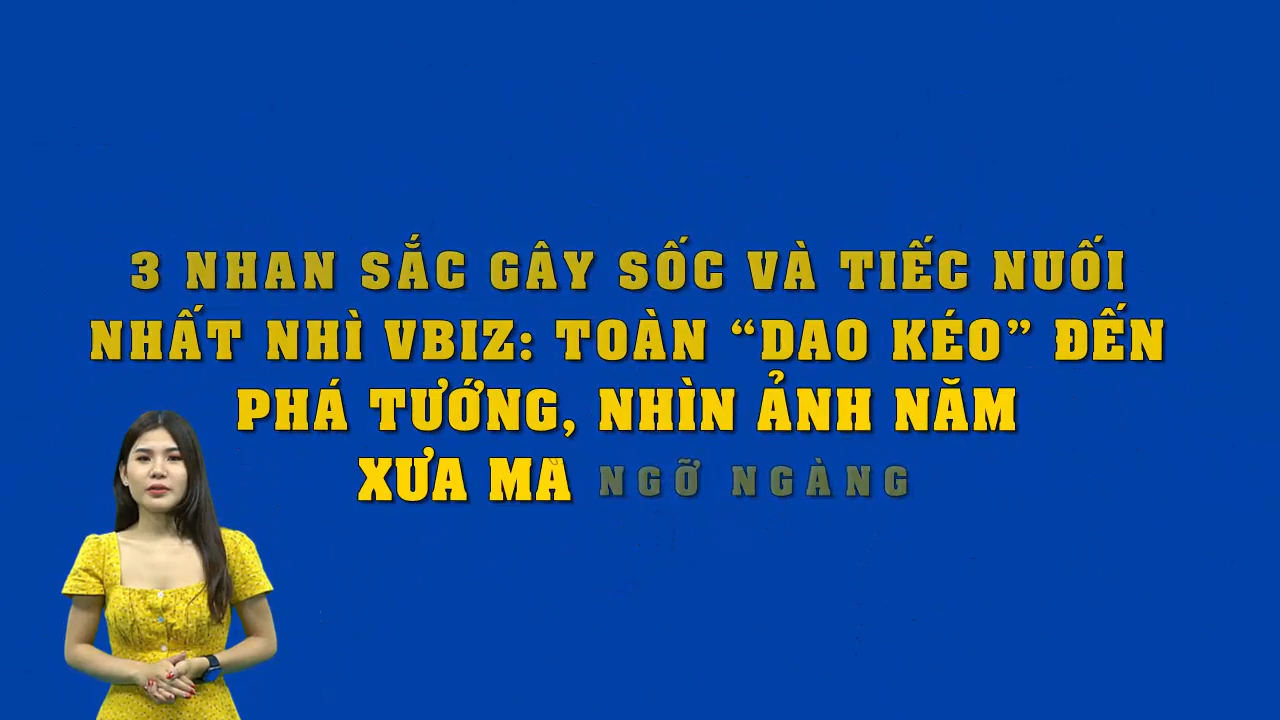 3 NHAN SẮC GÂY SỐC VÀ TIẾC NUỐI
NHẤT NHÌ VBIZ: TOÀN “DAO KÉO” ĐẾN
PHÁ TƯỚNG, NHÌN ẢNH NĂM
XƯA MÀ NGỠ NGÀNG